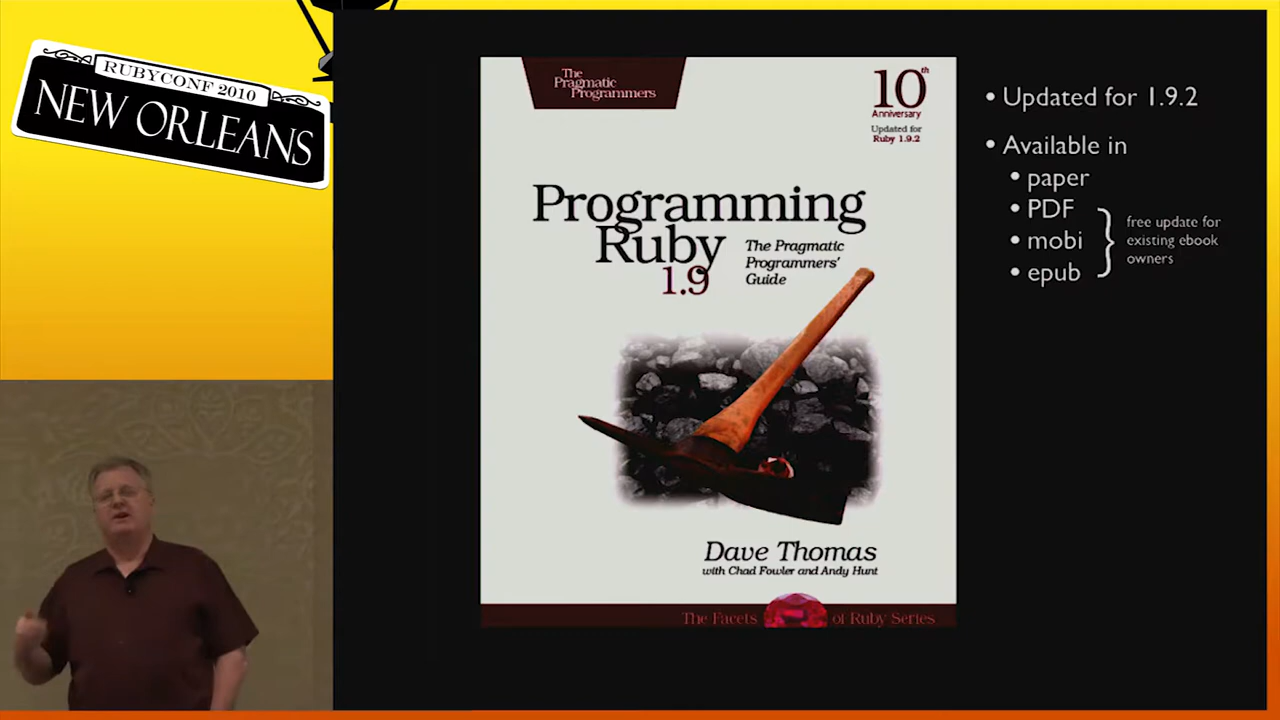 RUBYCONF 2010
NEW ORLEANS
The
Pragmatic
Programmers
10th
Anniversary
Updated for
Ruby 1.9.2
Programming
Ruby
1.9
The Pragmatic
Programmers'
Guide
Dave Thomas
with Chad Fowler and Andy Hunt
The Facets of Ruby Series
• Updated for 1.9.2
• Available in
• paper
• PDF
• mobi
• epub
free update for
existing ebook
owners